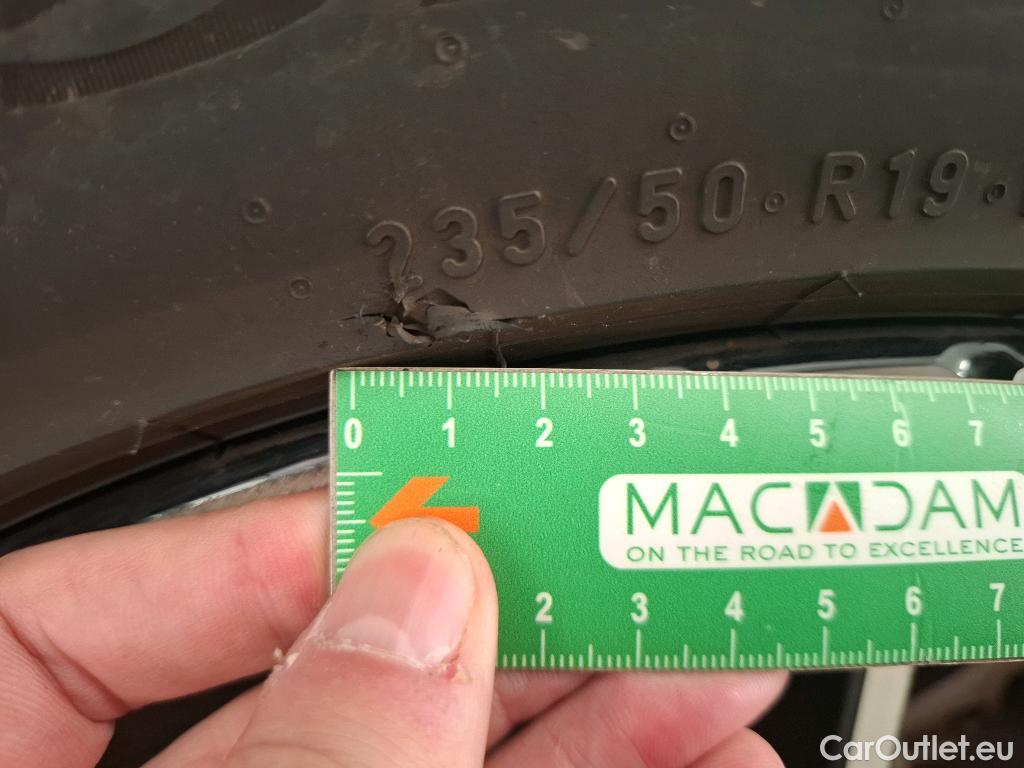 235/50·R19·
0 1 2 3 4 5 6 7
MACADAM
ON THE ROAD TO EXCELLENCE
2 3 4 5 6 7
CarOutlet.eu